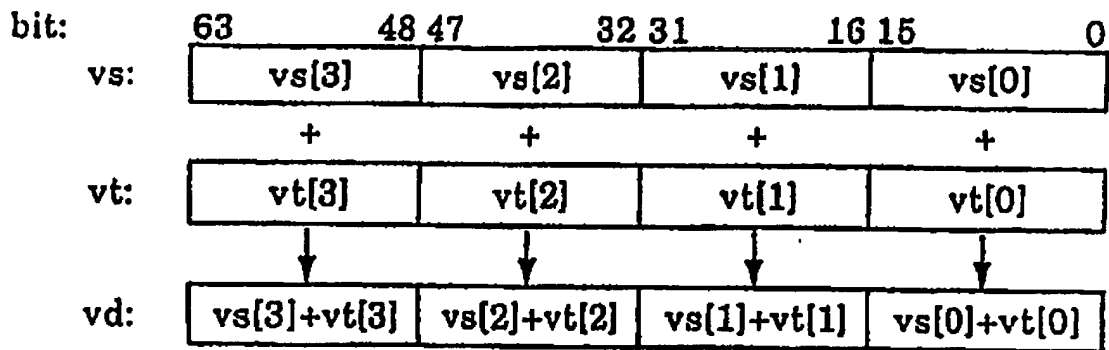 bit: 63 48 47 32 31 16 15 0
vs: vs[3] vs[2] vs[1] vs[0]
+ + + +
vt: vt[3] vt[2] vt[1] vt[0]
vd: vs[3]+vt[3] vs[2]+vt[2] vs[1]+vt[1] vs[0]+vt[0]